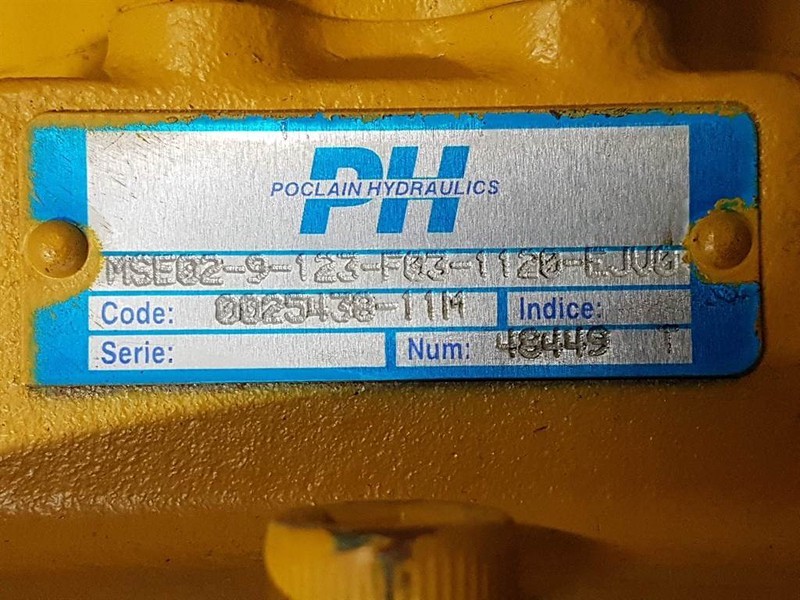 PH
POCLAIN HYDRAULICS
MSE02-9-123-F03-1120-EJV0
Code: 0025438-11M Indice:
Serie: Num: 48449 T